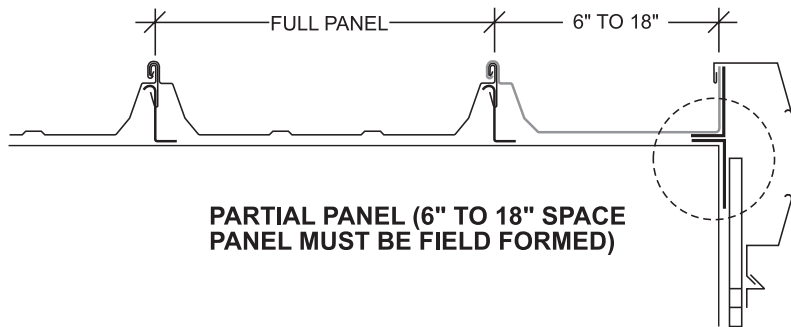 FULL PANEL
6" TO 18"
PARTIAL PANEL (6" TO 18" SPACE
PANEL MUST BE FIELD FORMED)